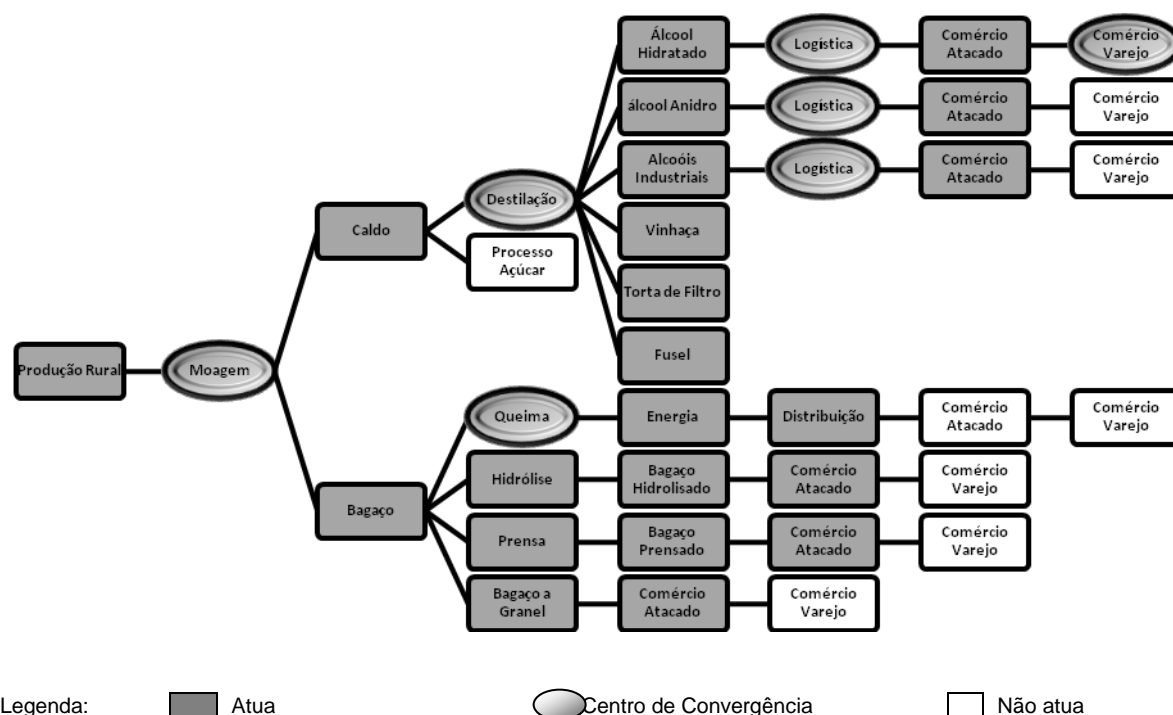 Álcool
Hidratado
Logística
Comércio
Atacado
Comércio
Varejo
álcool Anidro
Logística
Comércio
Atacado
Comércio
Varejo
Alcoóis
Industriais
Logística
Comércio
Atacado
Comércio
Varejo
Caldo
Destilação
Vinhaça
Processo
Açúcar
Torta de Filtro
Fusel
Produção Rural
Moagem
Queima
Energia
Distribuição
Comércio
Atacado
Comércio
Varejo
Hidrólise
Bagaço
Hidrolisado
Comércio
Atacado
Comércio
Varejo
Bagaço
Prensa
Bagaço
Prensado
Comércio
Atacado
Comércio
Varejo
Bagaço a
Granel
Comércio
Atacado
Comércio
Varejo
Legenda: Atua Centro de Convergência Não atua